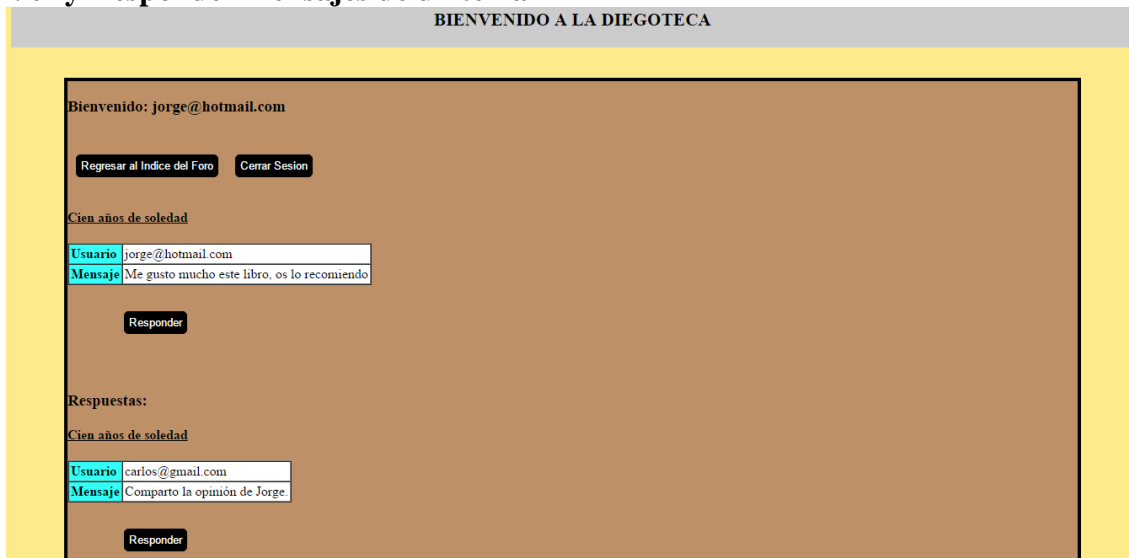 BIENVENIDO A LA DIEGOTECA
Bienvenido: jorge@hotmail.com
Regresar al Indice del Foro Cerrar Sesion
Cien años de soledad
Usuario jorge@hotmail.com
Mensaje Me gusto mucho este libro, os lo recomiendo
Responder
Respuestas:
Cien años de soledad
Usuario carlos@gmail.com
Mensaje Comparto la opinión de Jorge.
Responder